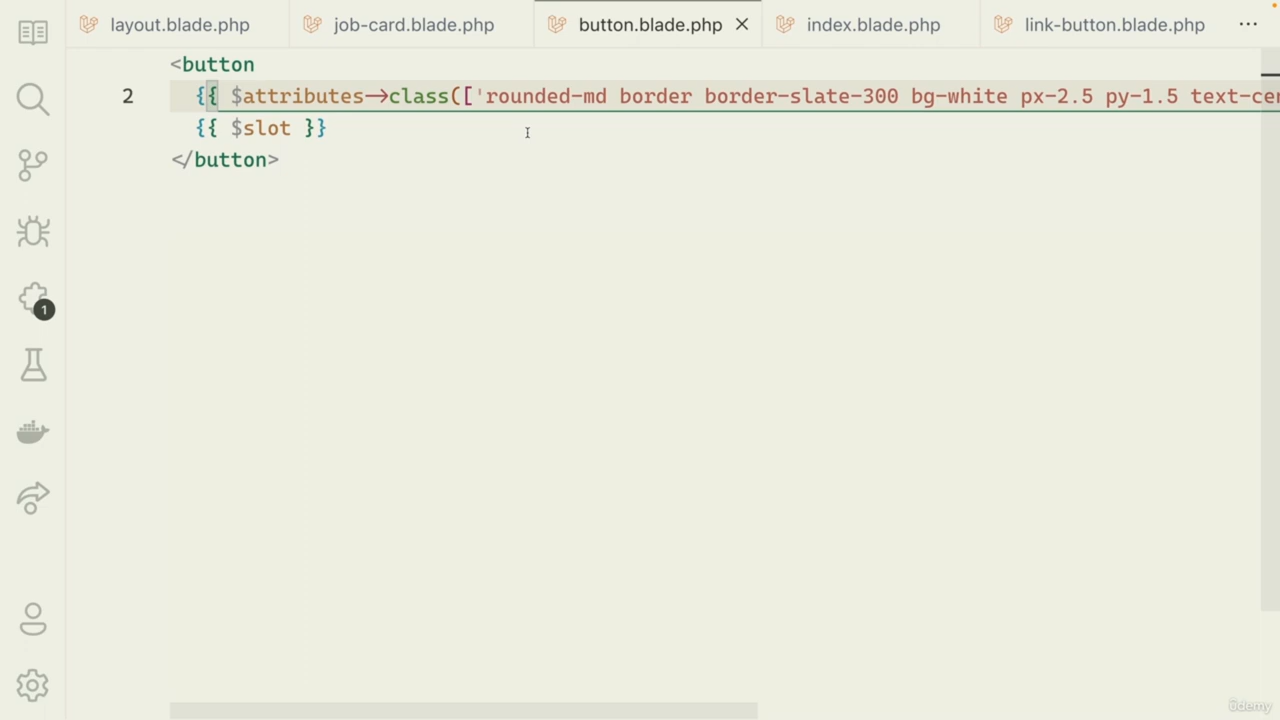 layout.blade.php
job-card.blade.php
button.blade.php
index.blade.php
link-button.blade.php
<button
2
{{ $attributes->class(['rounded-md border border-slate-300 bg-white px-2.5 py-1.5 text-cen
{{ $slot }}
</button>
1
ûdemy